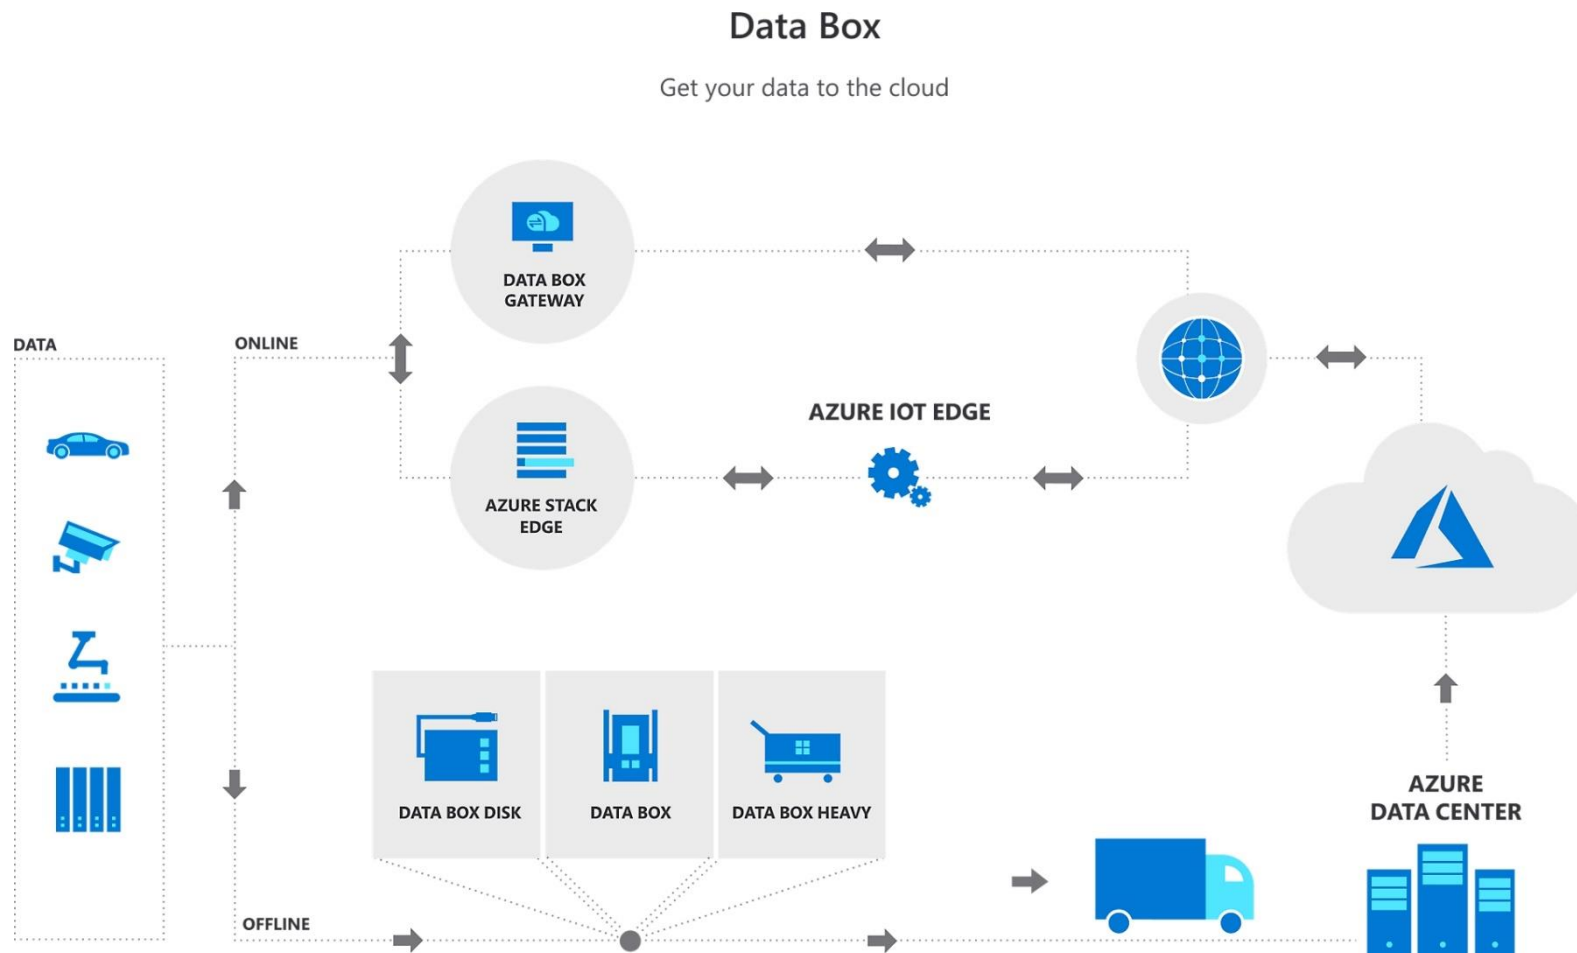 Data Box
Get your data to the cloud
DATA BOX
GATEWAY
DATA
ONLINE
AZURE IOT EDGE
AZURE STACK
EDGE
DATA BOX DISK
DATA BOX
DATA BOX HEAVY
AZURE
DATA CENTER
OFFLINE